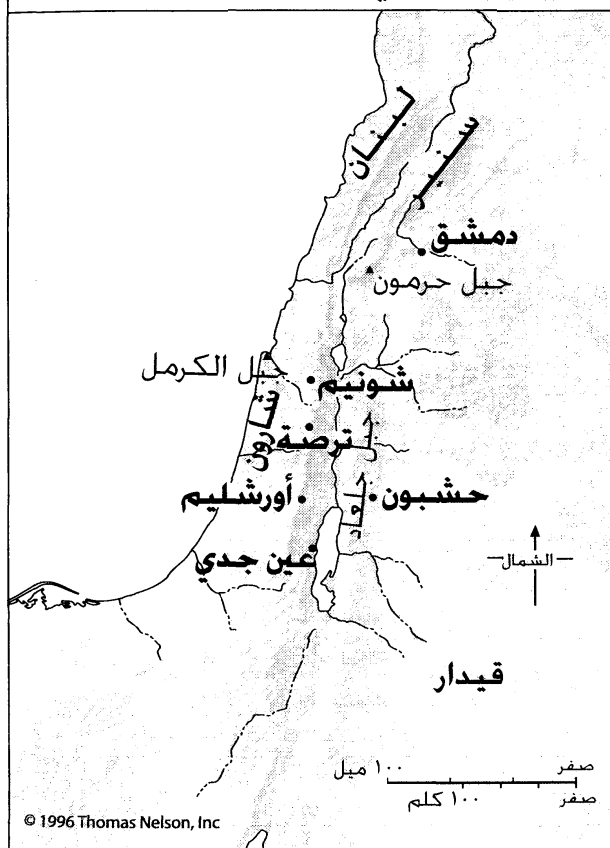 لبنان
سنير
دمشق
جبل حرمون
جبل الكرمل
شونيم
شارون
ترصة
جبل جلعاد
أورشليم
حشبون
عين جدي
الشمال
قيدار
صفر ١٠٠ ميل
صفر ١٠٠ كلم
© 1996 Thomas Nelson, Inc